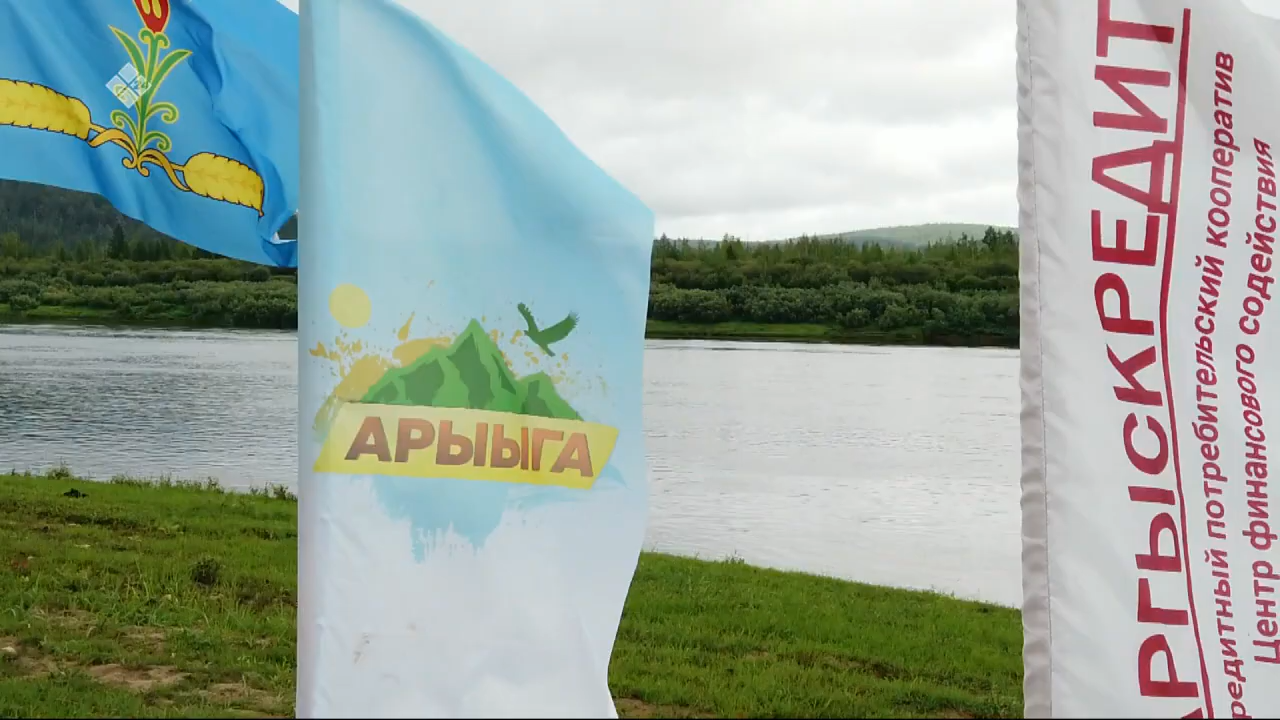 АРЫЫГА
АРГЫСКРЕДИТ
редитный потребительский кооператив
Центр финансового содействия